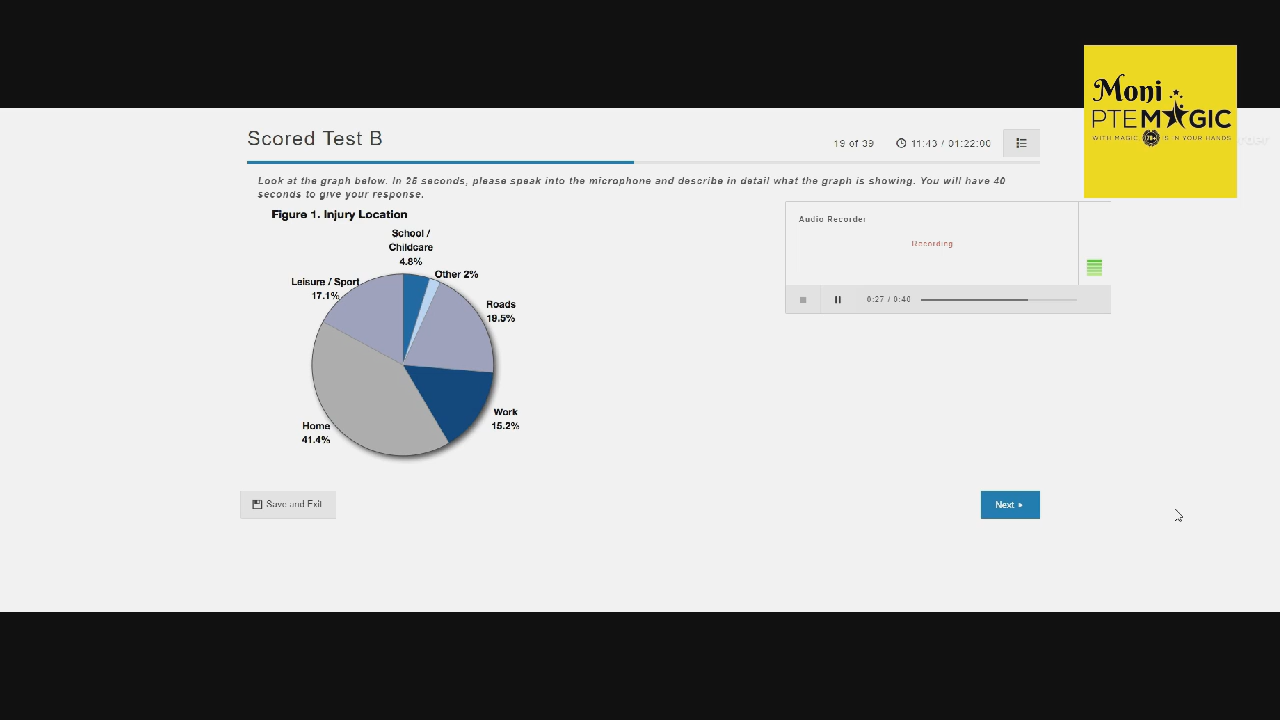 Moni
PTEMAGIC
WITH MAGIC 79+ IS IN YOUR HANDS
Scored Test B
19 of 39
11:43 / 01:22:00
Look at the graph below. In 25 seconds, please speak into the microphone and describe in detail what the graph is showing. You will have 40
seconds to give your response.
Figure 1. Injury Location
School /
Childcare
4.8%
Other 2%
Leisure / Sport
17.1%
Roads
19.5%
Work
15.2%
Home
41.4%
Audio Recorder
Recording
0:27 / 0:40
Save and Exit
Next